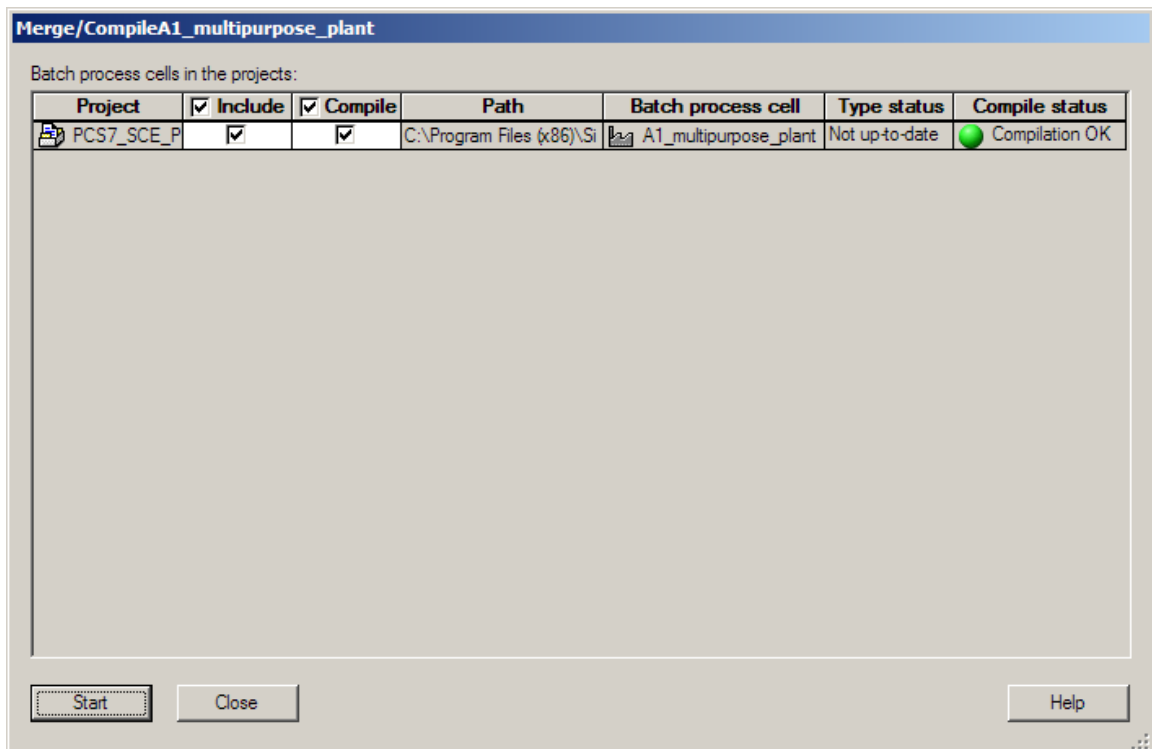 Merge/CompileA1_multipurpose_plant
Batch process cells in the projects:
Project Include Compile Path Batch process cell Type status Compile status
PCS7_SCE_P C:\Program Files (x86)\Si A1_multipurpose_plant Not up-to-date Compilation OK
Start Close Help